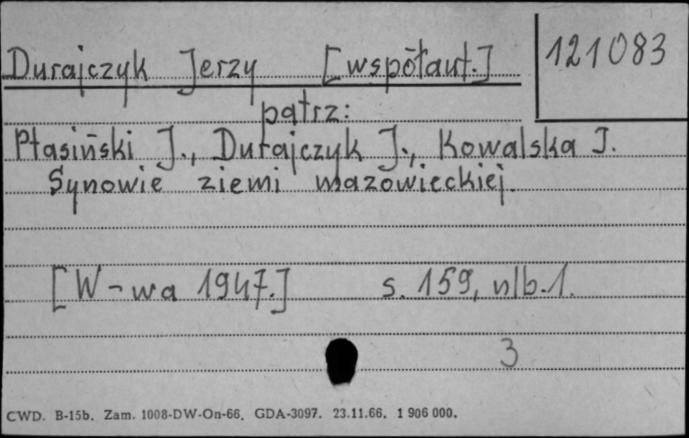 Durajczyk Jerzy [współaut.]
121083
patrz:
Ptasiński J., Durajczyk J., Kowalska J.
Synowie ziemi mazowieckiej.
[W-wa 1947.] s. 159, nlb. 1.
3
CWD. B-15b. Zam. 1008-DW-On-66. GDA-3097. 23.11.66. 1 906 000.